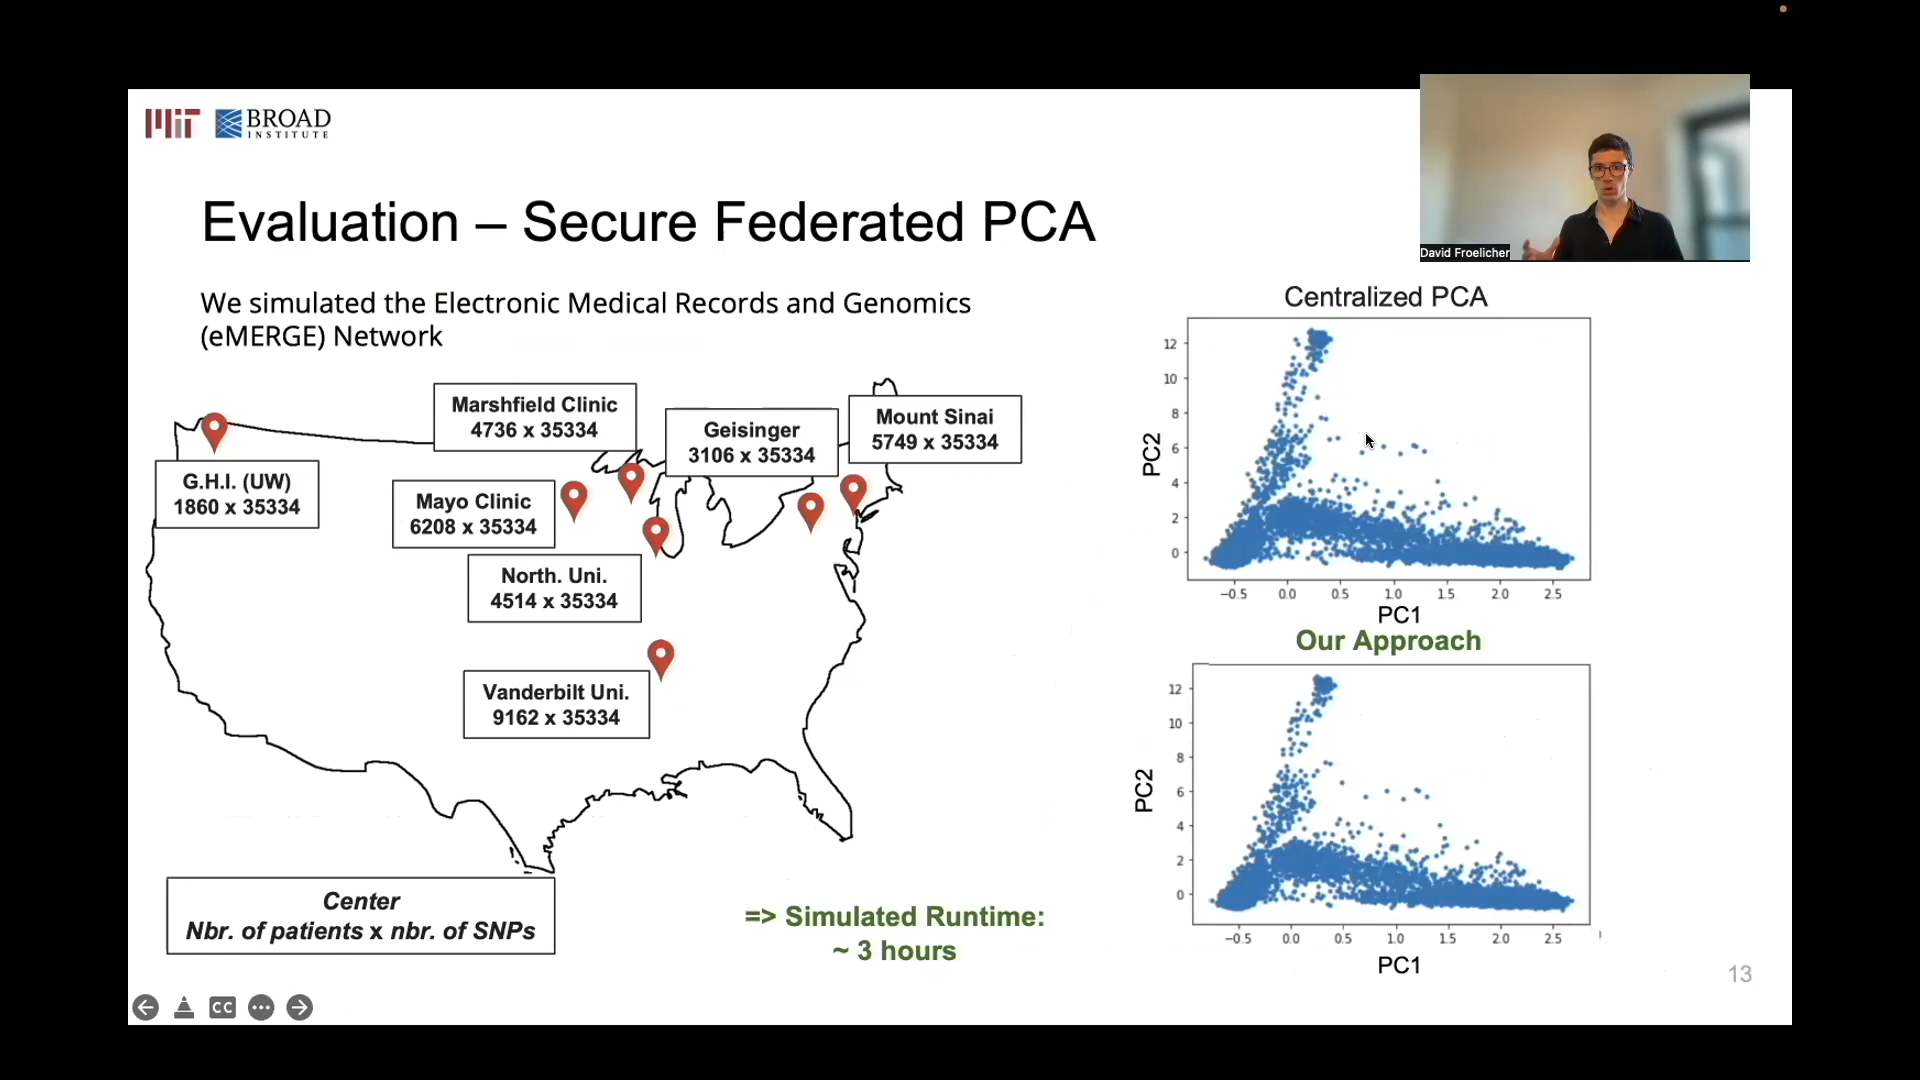 MIT BROAD
INSTITUTE
David Froelicher
Evaluation – Secure Federated PCA
We simulated the Electronic Medical Records and Genomics
(eMERGE) Network
Marshfield Clinic
4736 x 35334
Geisinger
3106 x 35334
Mount Sinai
5749 x 35334
G.H.I. (UW)
1860 x 35334
Mayo Clinic
6208 x 35334
North. Uni.
4514 x 35334
Vanderbilt Uni.
9162 x 35334
Center
Nbr. of patients x nbr. of SNPs
=> Simulated Runtime:
~ 3 hours
Centralized PCA
PC2
12
10
8
6
4
2
0
−0.5 0.0 0.5 1.0 1.5 2.0 2.5
PC1
Our Approach
PC2
12
10
8
6
4
2
0
−0.5 0.0 0.5 1.0 1.5 2.0 2.5
PC1
13
CC